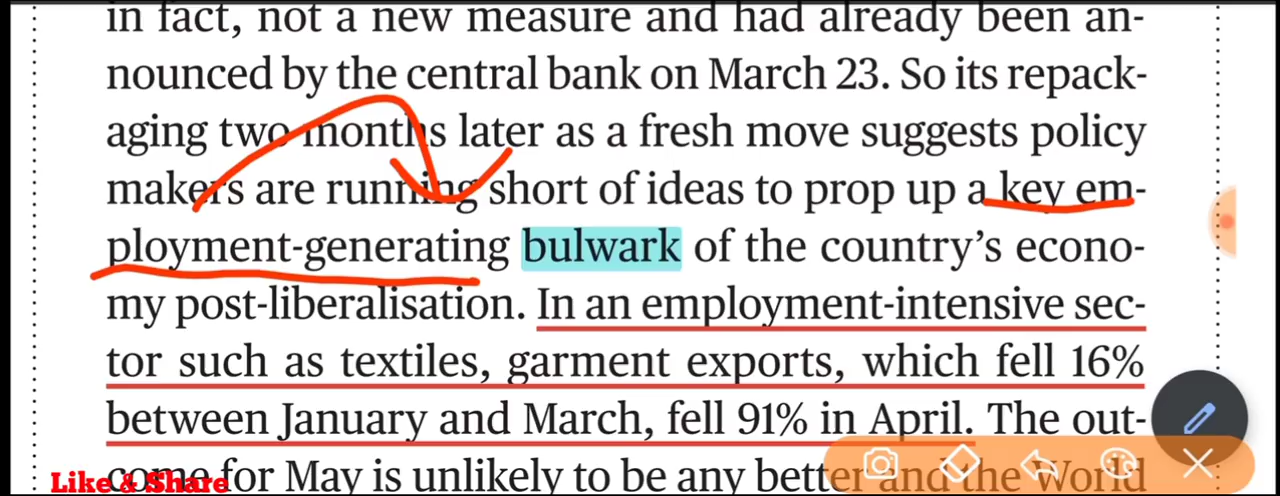 in fact, not a new measure and had already been an-
nounced by the central bank on March 23. So its repack-
aging two months later as a fresh move suggests policy
makers are running short of ideas to prop up a key em-
ployment-generating bulwark of the country's econo-
my post-liberalisation. In an employment-intensive sec-
tor such as textiles, garment exports, which fell 16%
between January and March, fell 91% in April. The out-
come for May is unlikely to be any better and the World
Like & Share